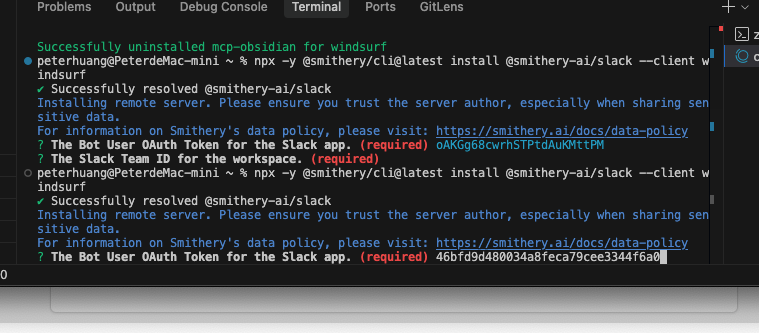 Problems Output Debug Console Terminal Ports GitLens
Successfully uninstalled mcp-obsidian for windsurf
peterhuang@PeterdeMac-mini ~ % npx -y @smithery/cli@latest install @smithery-ai/slack --client w
indsurf
✔ Successfully resolved @smithery-ai/slack
Installing remote server. Please ensure you trust the server author, especially when sharing sen
sitive data.
For information on Smithery's data policy, please visit: https://smithery.ai/docs/data-policy
? The Bot User OAuth Token for the Slack app. (required) oAKGg68cwrhSTPtdAuKMttPM
? The Slack Team ID for the workspace. (required)
peterhuang@PeterdeMac-mini ~ % npx -y @smithery/cli@latest install @smithery-ai/slack --client w
indsurf
✔ Successfully resolved @smithery-ai/slack
Installing remote server. Please ensure you trust the server author, especially when sharing sen
sitive data.
For information on Smithery's data policy, please visit: https://smithery.ai/docs/data-policy
? The Bot User OAuth Token for the Slack app. (required) 46bfd9d480034a8feca79cee3344f6a0
0